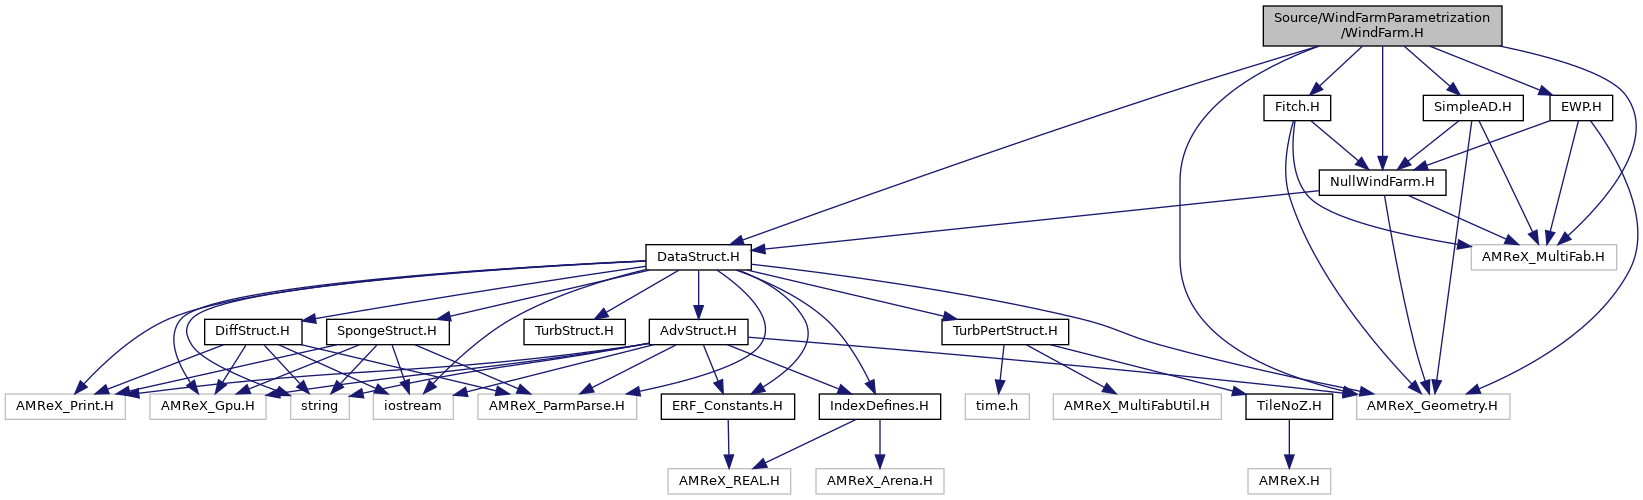 Source/WindFarmParametrization
/WindFarm.H
Fitch.H
SimpleAD.H
EWP.H
NullWindFarm.H
DataStruct.H
AMReX_MultiFab.H
DiffStruct.H
SpongeStruct.H
TurbStruct.H
AdvStruct.H
TurbPertStruct.H
AMReX_Print.H
AMReX_Gpu.H
string
iostream
AMReX_ParmParse.H
ERF_Constants.H
IndexDefines.H
time.h
AMReX_MultiFabUtil.H
TileNoZ.H
AMReX_Geometry.H
AMReX_REAL.H
AMReX_Arena.H
AMReX.H